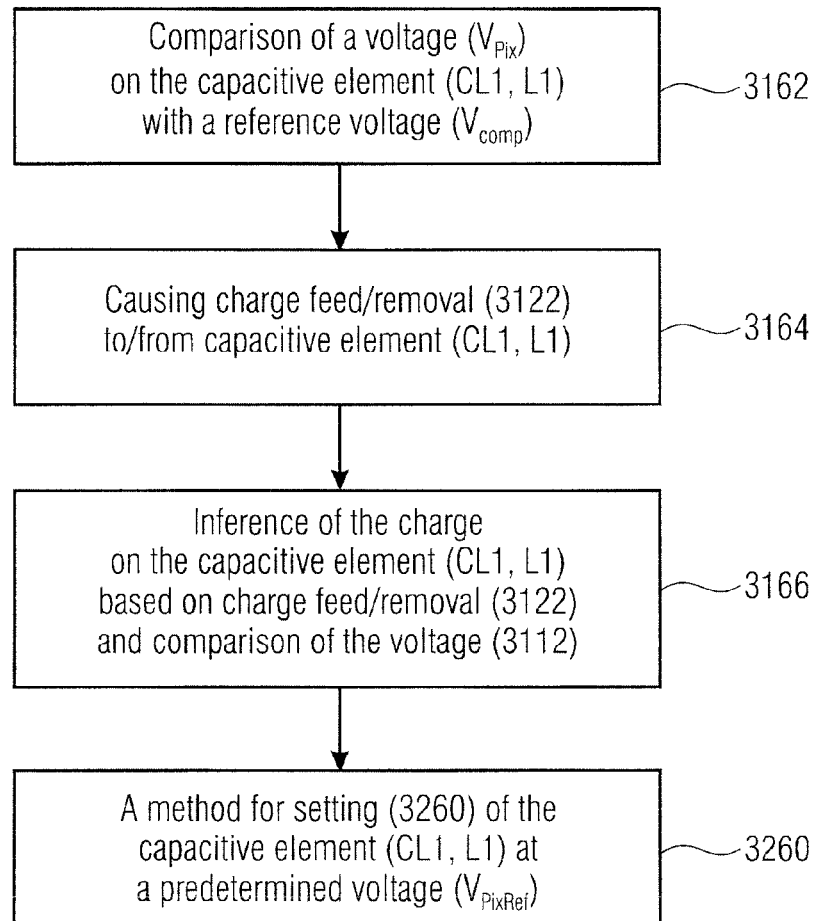 Comparison of a voltage (V_Pix)
on the capacitive element (CL1, L1)
with a reference voltage (V_comp)
3162
Causing charge feed/removal (3122)
to/from capacitive element (CL1, L1)
3164
Inference of the charge
on the capacitive element (CL1, L1)
based on charge feed/removal (3122)
and comparison of the voltage (3112)
3166
A method for setting (3260) of the
capacitive element (CL1, L1) at
a predetermined voltage (V_PixRef)
3260